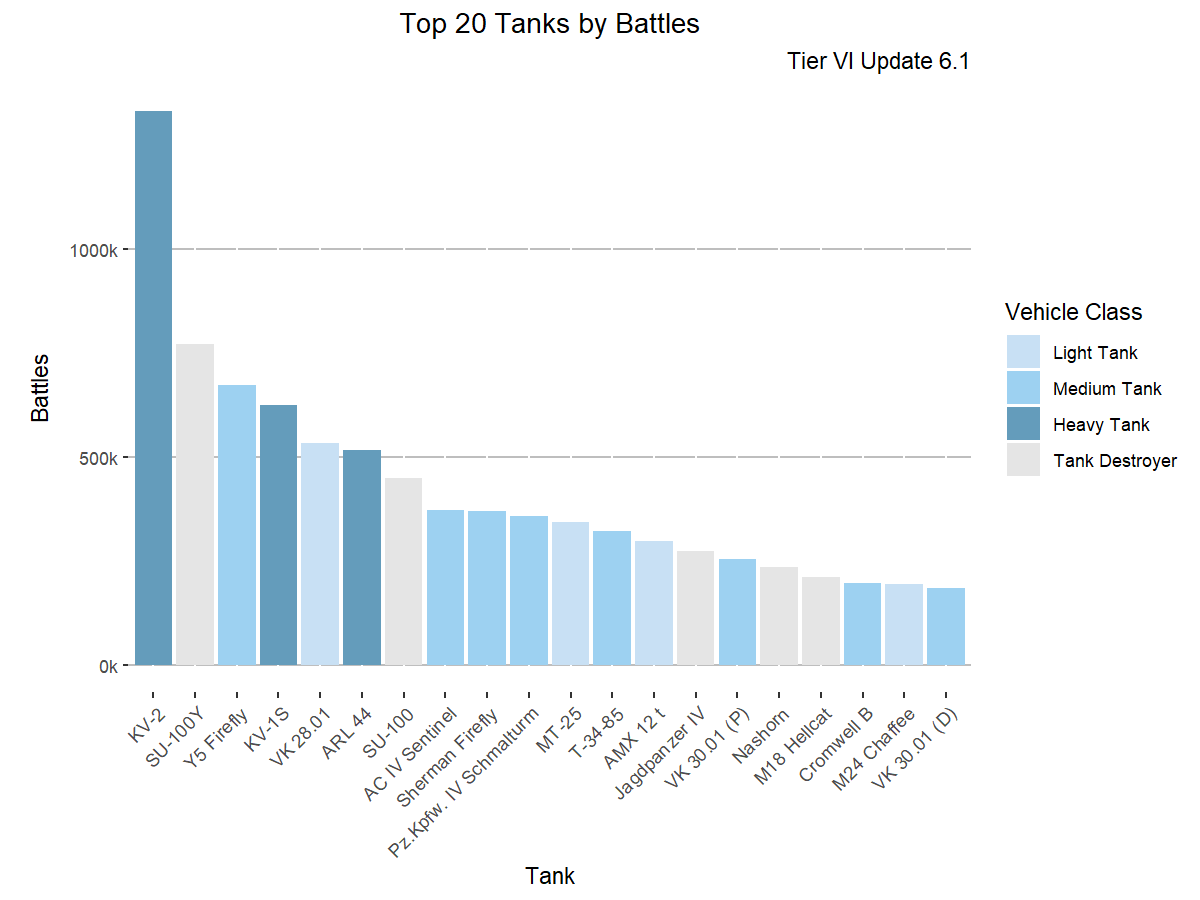 Top 20 Tanks by Battles
Tier VI Update 6.1
Battles
1000k
500k
0k
KV-2
SU-100Y
Y5 Firefly
KV-1S
VK 28.01
ARL 44
SU-100
AC IV Sentinel
Sherman Firefly
Pz.Kpfw. IV Schmalturm
MT-25
T-34-85
AMX 12 t
Jagdpanzer IV
VK 30.01 (P)
Nashorn
M18 Hellcat
Cromwell B
M24 Chaffee
VK 30.01 (D)
Tank
Vehicle Class
Light Tank
Medium Tank
Heavy Tank
Tank Destroyer